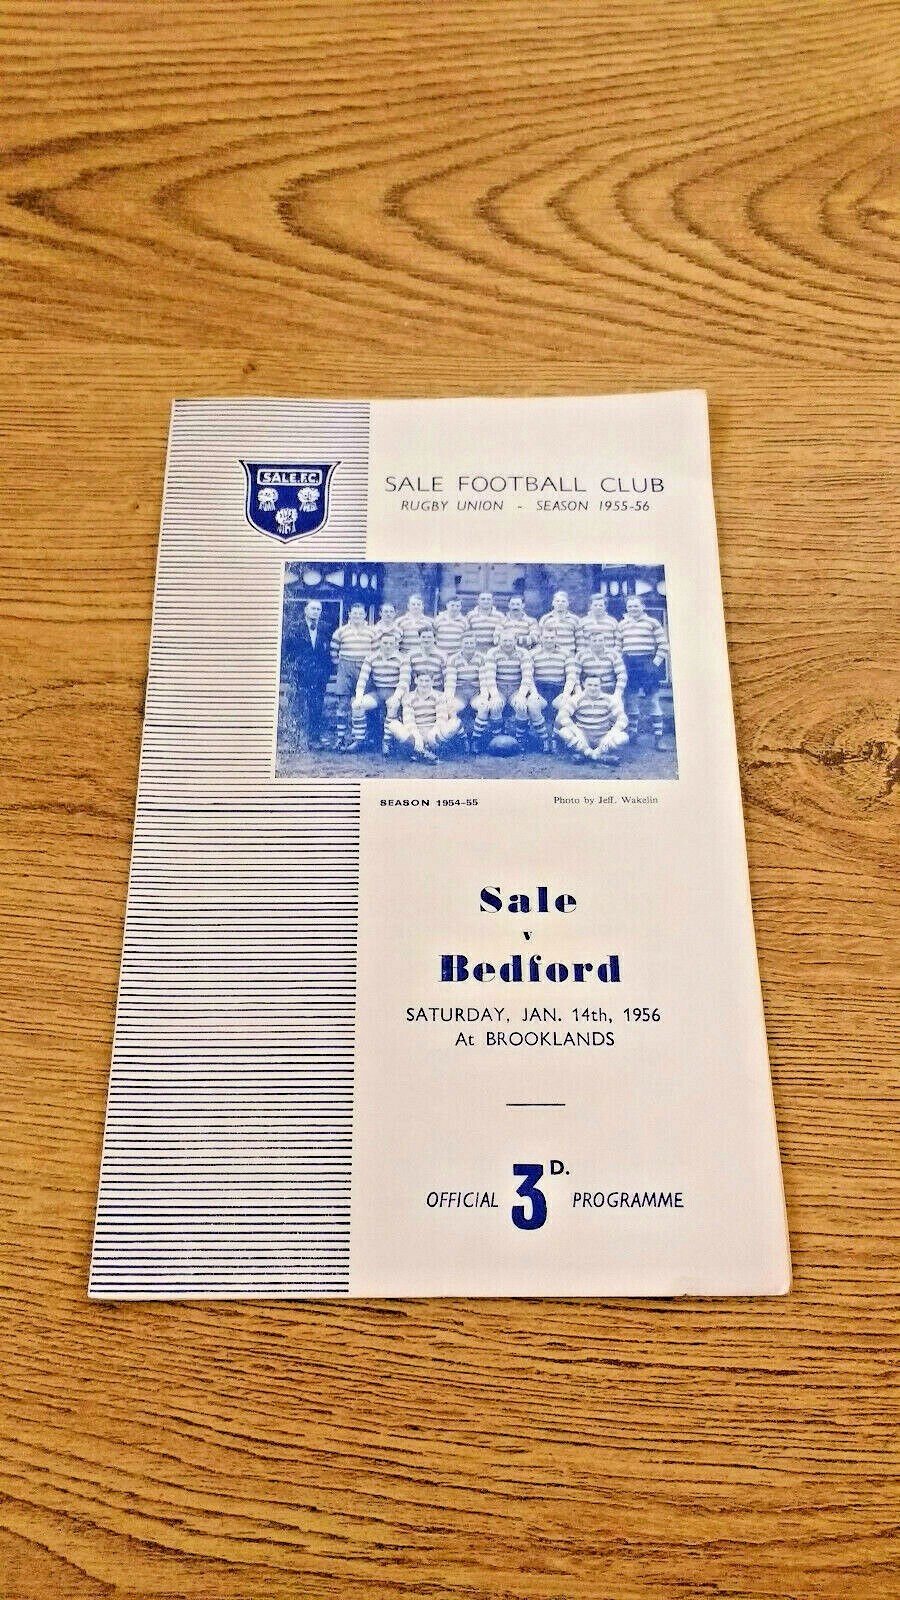 SALE. F.C.
SALE FOOTBALL CLUB
RUGBY UNION - SEASON 1955-56
SEASON 1954-55
Photo by Jeff. Wakelin
Sale
v
Bedford
SATURDAY, JAN. 14th, 1956
At BROOKLANDS
OFFICIAL 3D. PROGRAMME